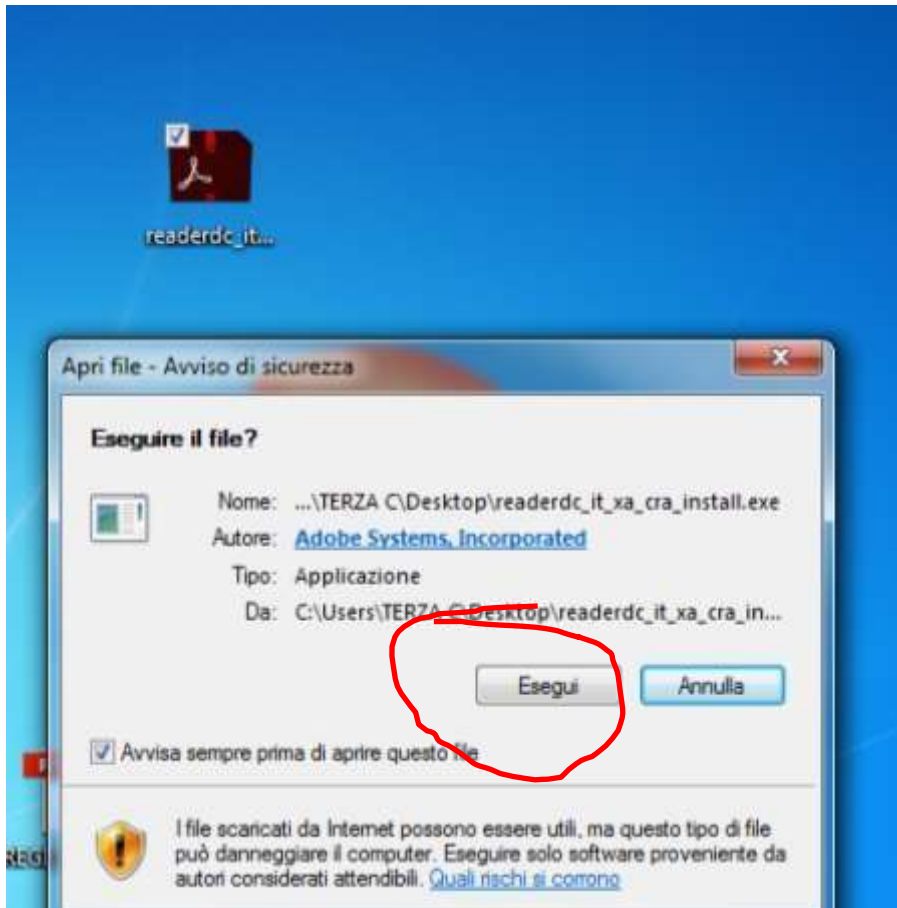 readerdc_it...
Apri file - Avviso di sicurezza
Eseguire il file?
Nome: ...\TERZA C\Desktop\readerdc_it_xa_cra_install.exe
Autore: Adobe Systems, Incorporated
Tipo: Applicazione
Da: C:\Users\TERZA C\Desktop\readerdc_it_xa_cra_in...
Esegui Annulla
Avvisa sempre prima di aprire questo file
REGI
I file scaricati da Internet possono essere utili, ma questo tipo di file
può danneggiare il computer. Eseguire solo software proveniente da
autori considerati attendibili. Quali rischi si corrono